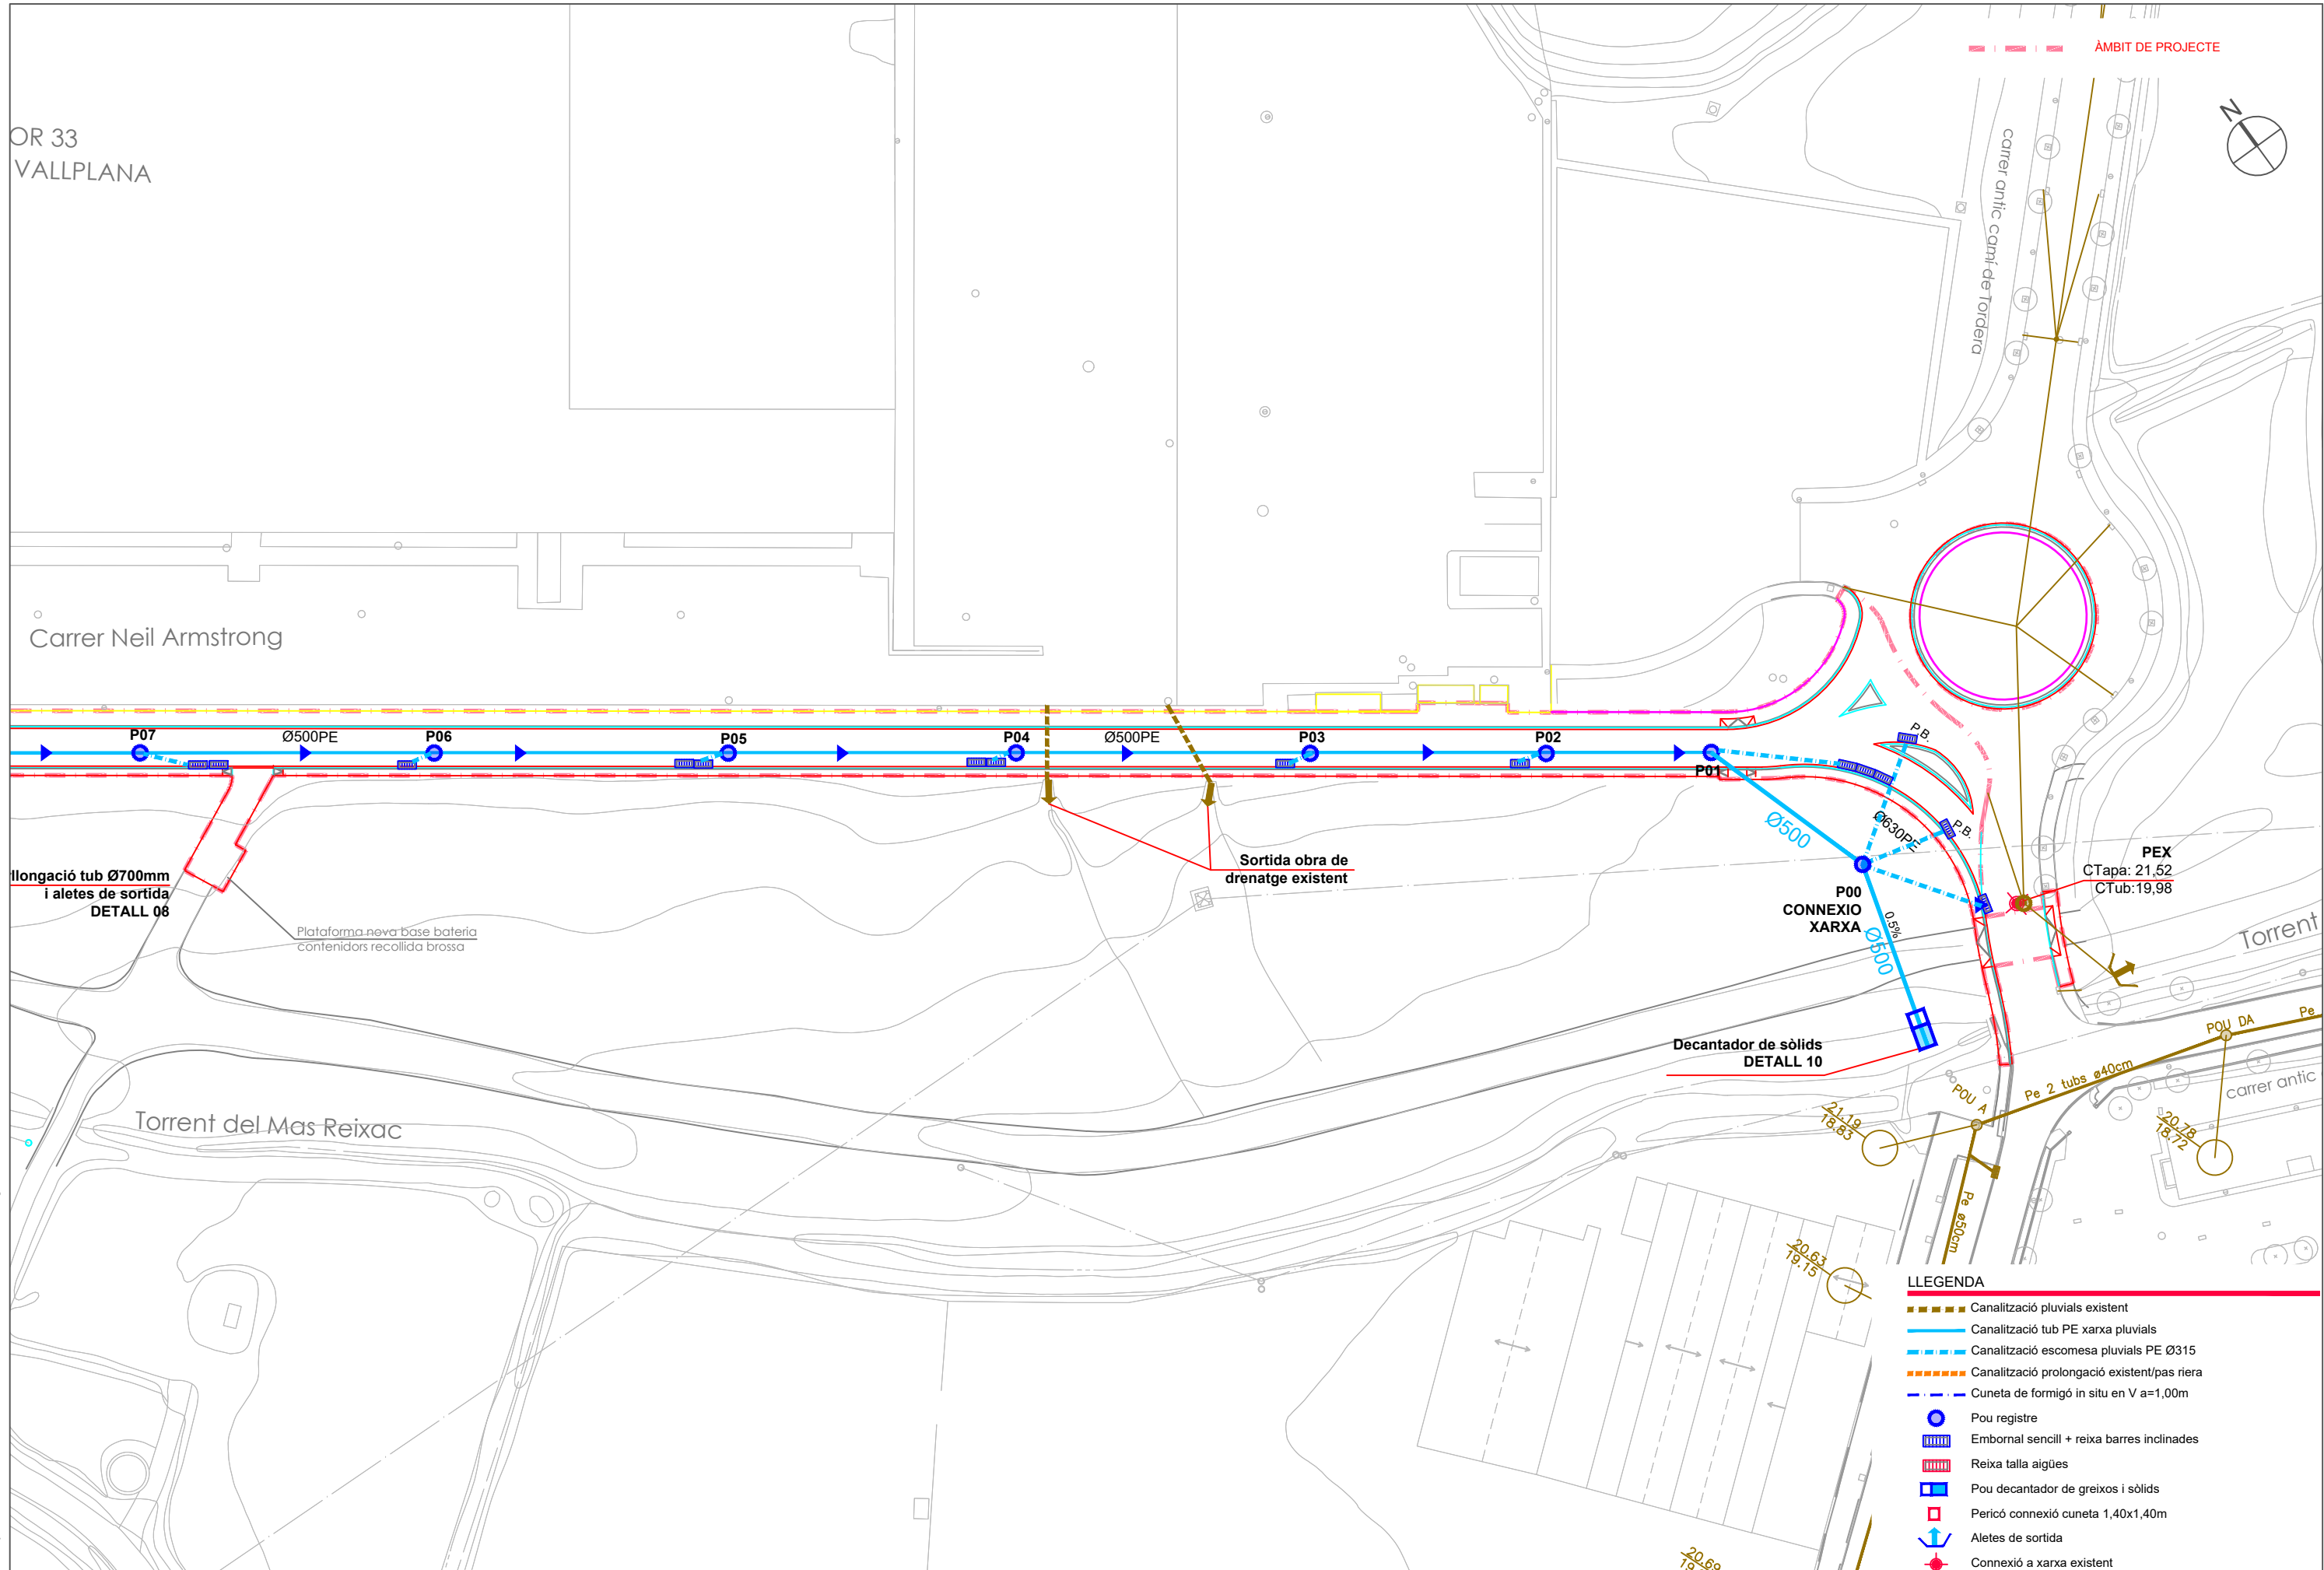 ÀMBIT DE PROJECTE
N
OR 33
VALLPLANA
carrer antic camí de Tordera
Carrer Neil Armstrong
P07
Ø500PE
P06
P05
P04
Ø500PE
P03
P02
P01
P.B.
P.B.
Ø500
Ø630PE
Sortida obra de
drenatge existent
PEX
CTapa: 21,52
CTub:19,98
P00
CONNEXIO
XARXA
0.5%
Ø500
llongació tub Ø700mm
i aletes de sortida
DETALL 08
Plataforma nova base bateria
contenidors recollida brossa
Torrent
Decantador de sòlids
DETALL 10
POU DA
Pe
Pe 2 tubs ø40cm
carrer antic
POU A
21.19
18.83
20.78
18.72
Torrent del Mas Reixac
Pe ø50cm
20.63
19.15
20.69
LLEGENDA
Canalització pluvials existent
Canalització tub PE xarxa pluvials
Canalització escomesa pluvials PE Ø315
Canalització prolongació existent/pas riera
Cuneta de formigó in situ en V a=1,00m
Pou registre
Embornal sencill + reixa barres inclinades
Reixa talla aigües
Pou decantador de greixos i sòlids
Pericó connexió cuneta 1,40x1,40m
Aletes de sortida
Connexió a xarxa existent